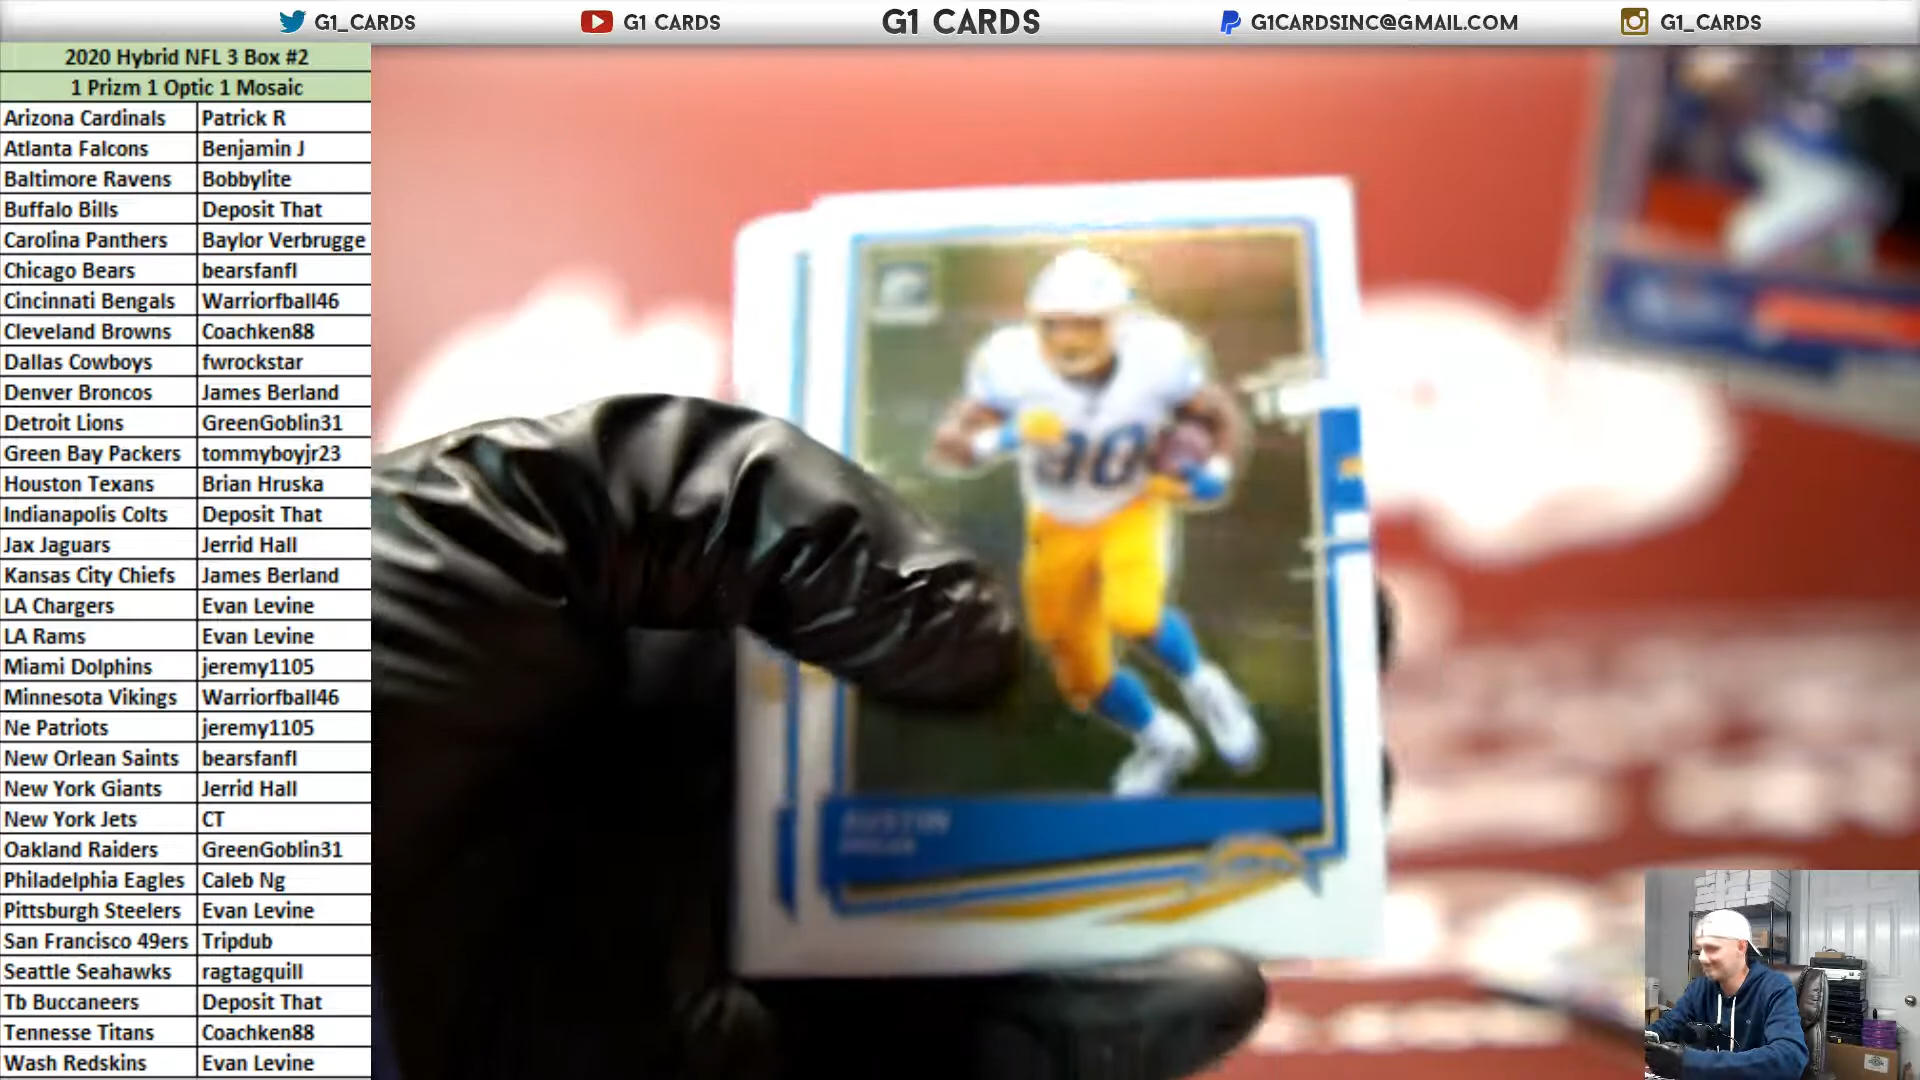 G1_CARDS G1 CARDS G1 CARDS G1CARDSINC@GMAIL.COM G1_CARDS
2020 Hybrid NFL 3 Box #2
1 Prizm 1 Optic 1 Mosaic
Arizona Cardinals Patrick R
Atlanta Falcons Benjamin J
Baltimore Ravens Bobbylite
Buffalo Bills Deposit That
Carolina Panthers Baylor Verbrugge
Chicago Bears bearsfanfl
Cincinnati Bengals Warriorfball46
Cleveland Browns Coachken88
Dallas Cowboys fwrockstar
Denver Broncos James Berland
Detroit Lions GreenGoblin31
Green Bay Packers tommyboyjr23
Houston Texans Brian Hruska
Indianapolis Colts Deposit That
Jax Jaguars Jerrid Hall
Kansas City Chiefs James Berland
LA Chargers Evan Levine
LA Rams Evan Levine
Miami Dolphins jeremy1105
Minnesota Vikings Warriorfball46
Ne Patriots jeremy1105
New Orlean Saints bearsfanfl
New York Giants Jerrid Hall
New York Jets CT
Oakland Raiders GreenGoblin31
Philadelphia Eagles Caleb Ng
Pittsburgh Steelers Evan Levine
San Francisco 49ers Tripdub
Seattle Seahawks ragtagquill
Tb Buccaneers Deposit That
Tennesse Titans Coachken88
Wash Redskins Evan Levine
AUSTIN